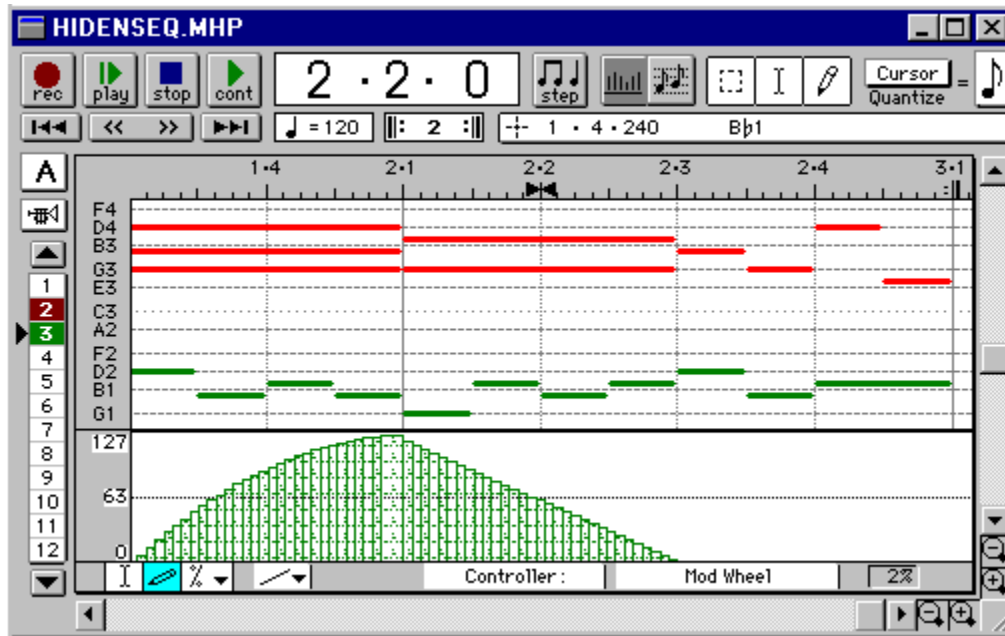 HIDENSEQ.MHP
2 · 2 · 0
Cursor =
rec play stop cont step Quantize
= 120 2 1 · 4 · 240 B♭1
A 1·4 2·1 2·2 2·3 2·4 3·1
F4
D4
B3
G3
E3
C3
A2
F2
D2
B1
G1
1
2
3
4
5
6
7
8
9
10
11
12
127
63
0
% Controller : Mod Wheel 2%